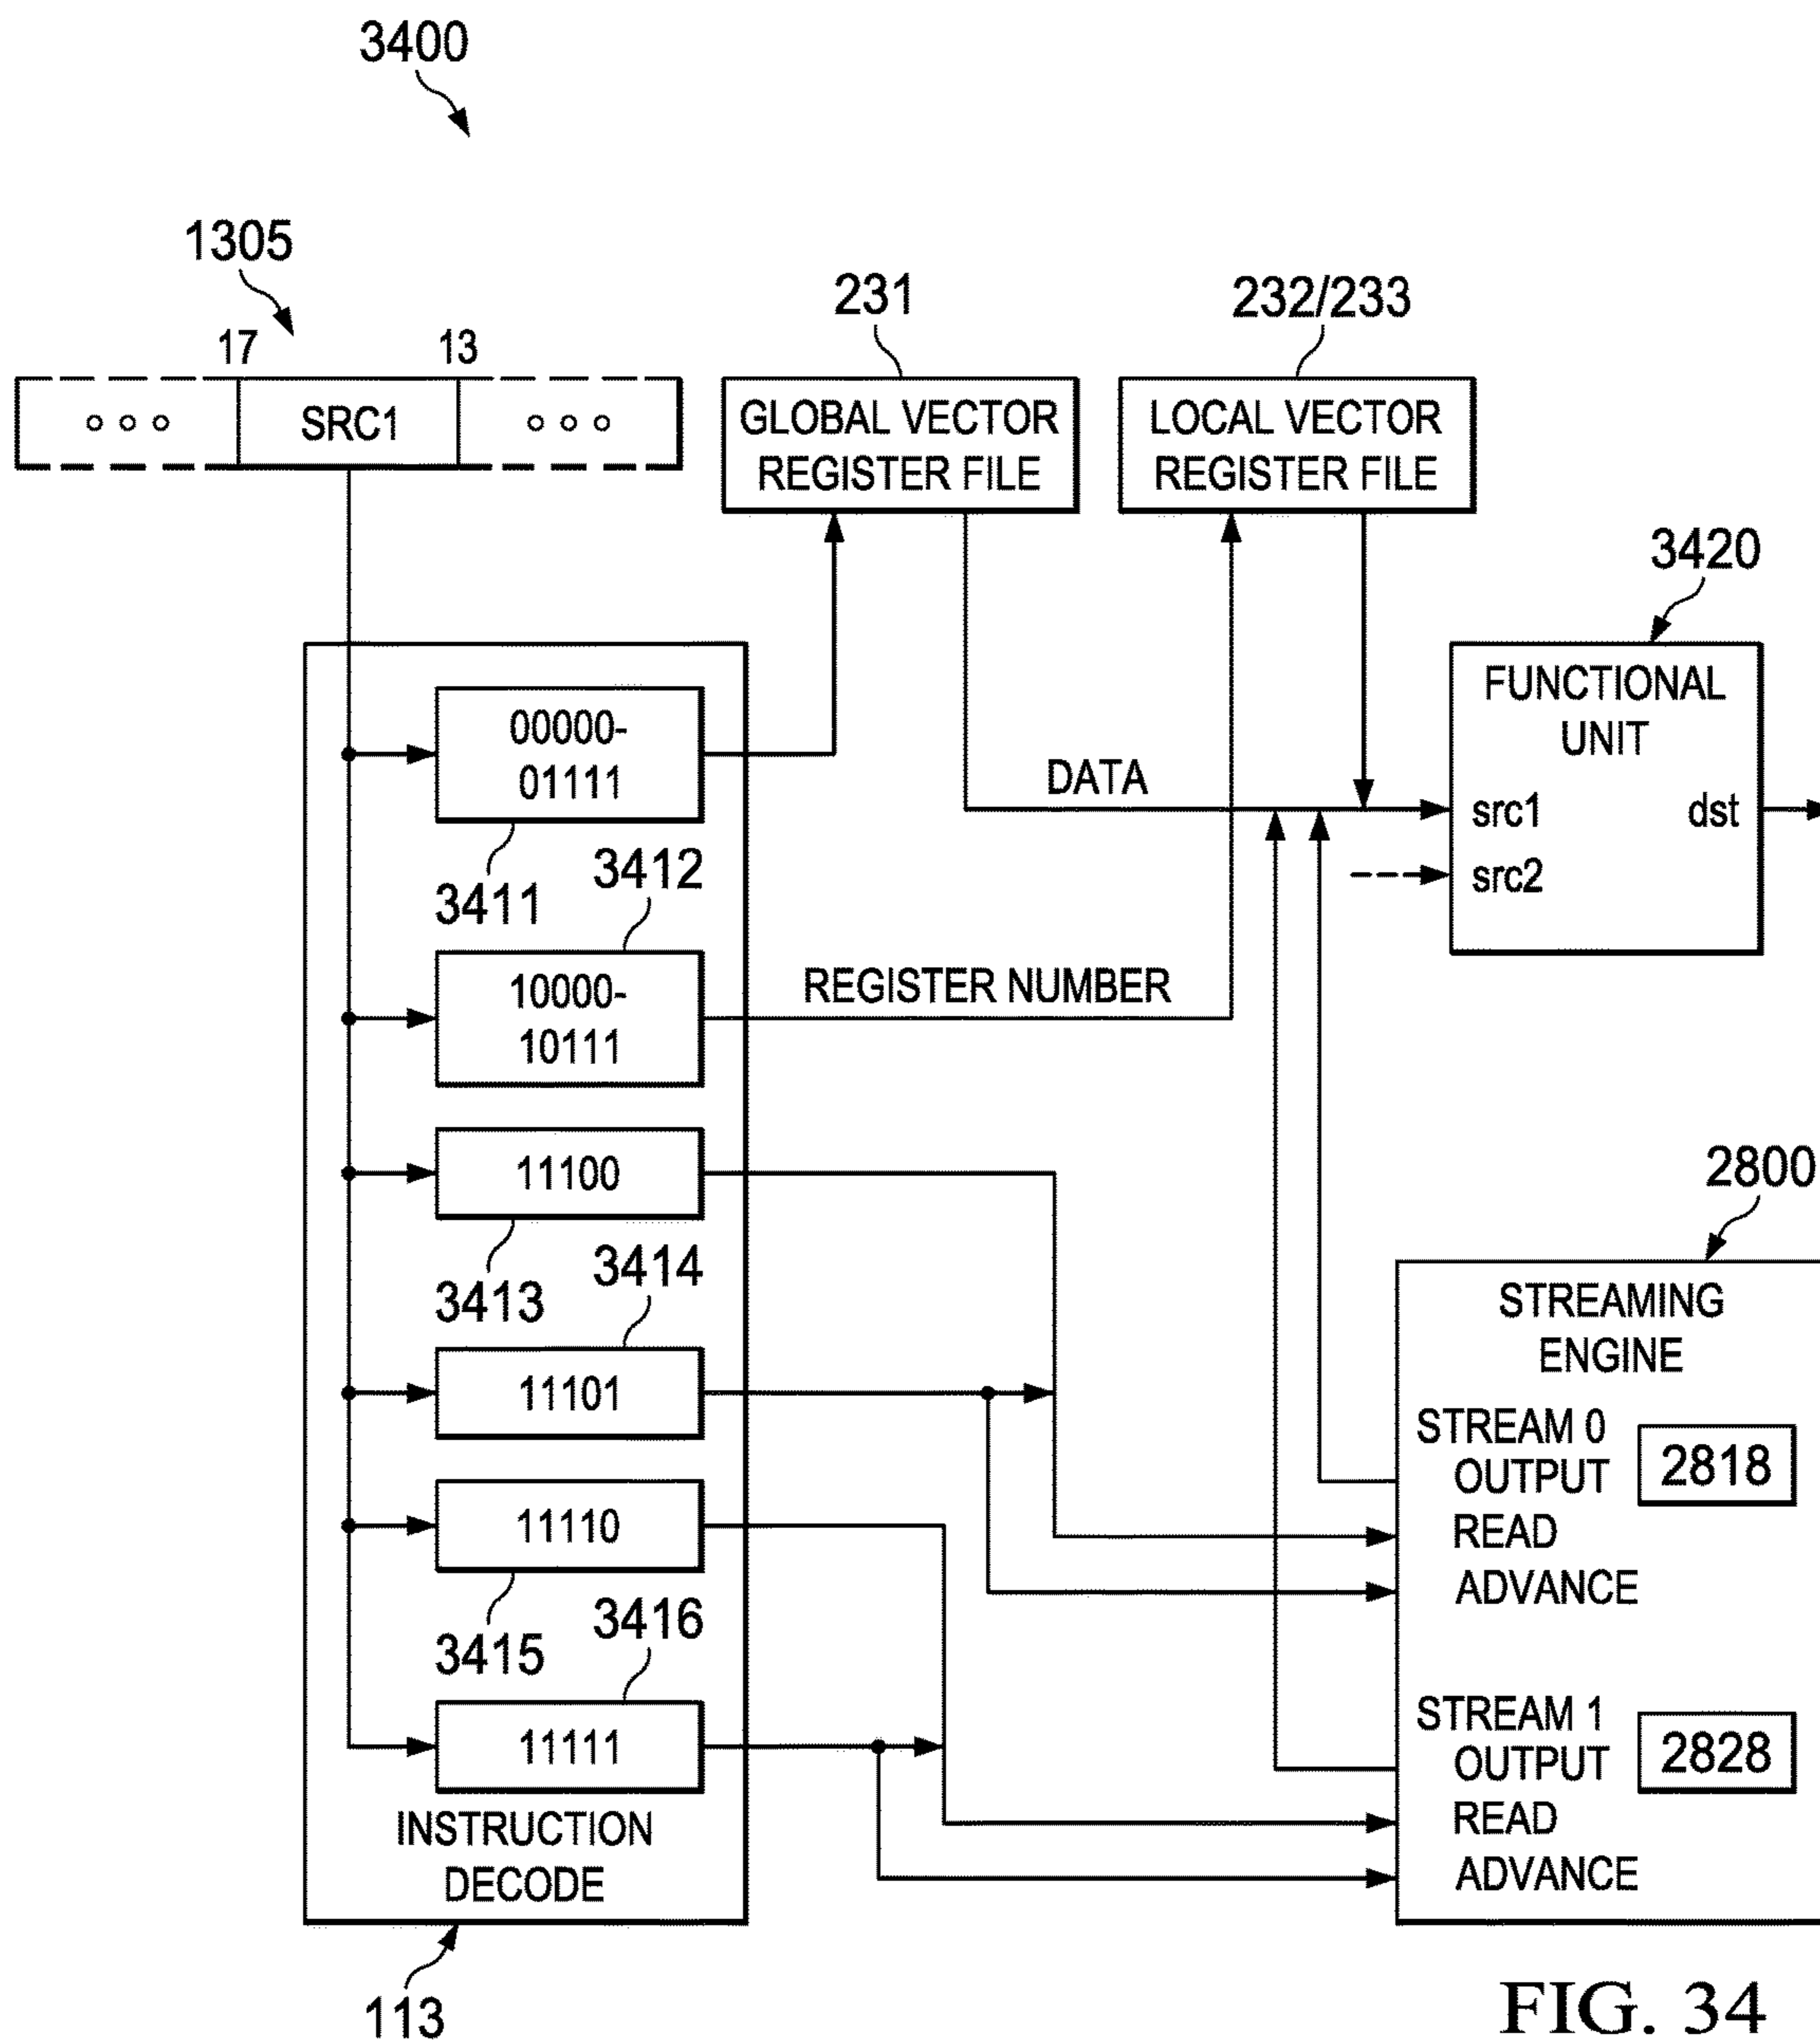 3400
1305
17
13
231
232/233
° ° °
SRC1
° ° °
GLOBAL VECTOR
REGISTER FILE
LOCAL VECTOR
REGISTER FILE
3420
FUNCTIONAL
UNIT
src1
dst
src2
DATA
00000-
01111
3411
3412
10000-
10111
REGISTER NUMBER
11100
3413
3414
11101
11110
3415
3416
11111
INSTRUCTION
DECODE
113
2800
STREAMING
ENGINE
STREAM 0
OUTPUT
2818
READ
ADVANCE
STREAM 1
OUTPUT
2828
READ
ADVANCE
FIG. 34